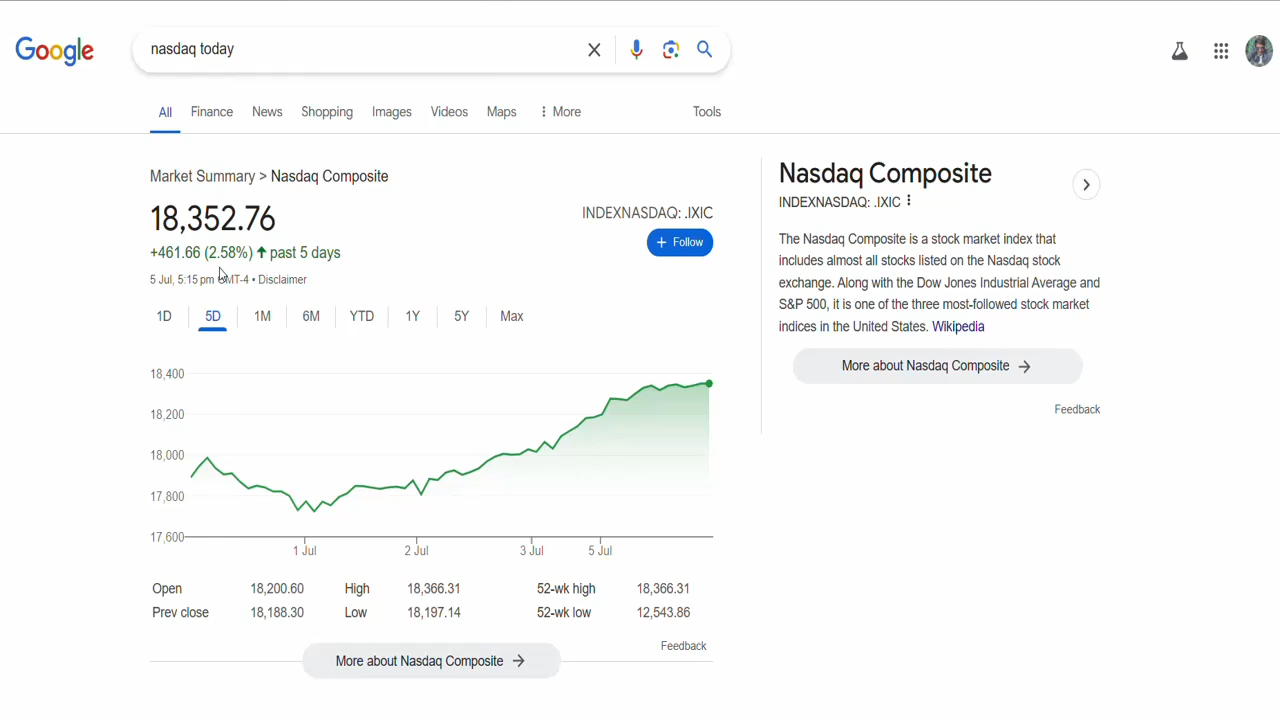 Google
nasdaq today
All Finance News Shopping Images Videos Maps More Tools
Market Summary > Nasdaq Composite
18,352.76
INDEXNASDAQ: .IXIC
+461.66 (2.58%) past 5 days
+ Follow
5 Jul, 5:15 pm GMT-4 • Disclaimer
1D 5D 1M 6M YTD 1Y 5Y Max
18,400
18,200
18,000
17,800
17,600
1 Jul 2 Jul 3 Jul 5 Jul
Open 18,200.60 High 18,366.31 52-wk high 18,366.31
Prev close 18,188.30 Low 18,197.14 52-wk low 12,543.86
Feedback
More about Nasdaq Composite
Nasdaq Composite
INDEXNASDAQ: .IXIC
The Nasdaq Composite is a stock market index that
includes almost all stocks listed on the Nasdaq stock
exchange. Along with the Dow Jones Industrial Average and
S&P 500, it is one of the three most-followed stock market
indices in the United States. Wikipedia
More about Nasdaq Composite
Feedback